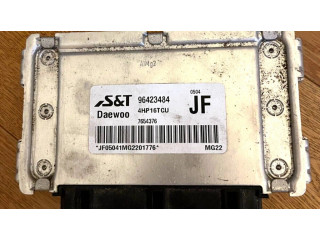 S&T 96423484 0504
Daewoo 4HP16TCU JF
7654376
*JF05041MG2201776* MG22